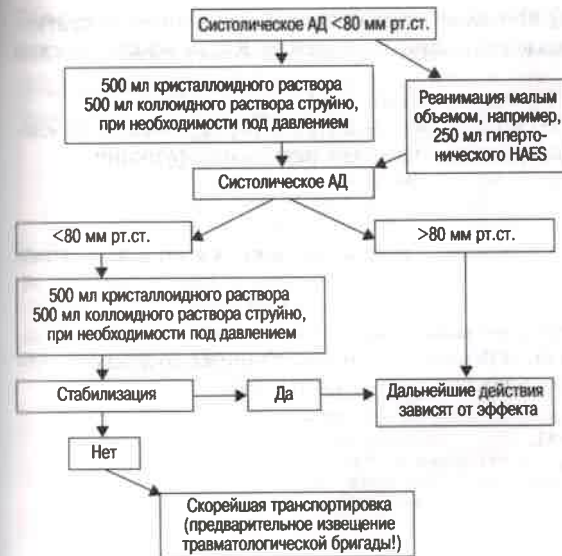 Систолическое АД <80 мм рт.ст.
500 мл кристаллоидного раствора
500 мл коллоидного раствора струйно,
при необходимости под давлением
Реанимация малым
объемом, например,
250 мл гиперто-
нического HAES
Систолическое АД
<80 мм рт.ст.
>80 мм рт.ст.
500 мл кристаллоидного раствора
500 мл коллоидного раствора струйно,
при необходимости под давлением
Стабилизация
Да
Дальнейшие действия
зависят от эффекта
Нет
Скорейшая транспортировка
(предварительное извещение
травматологической бригады!)